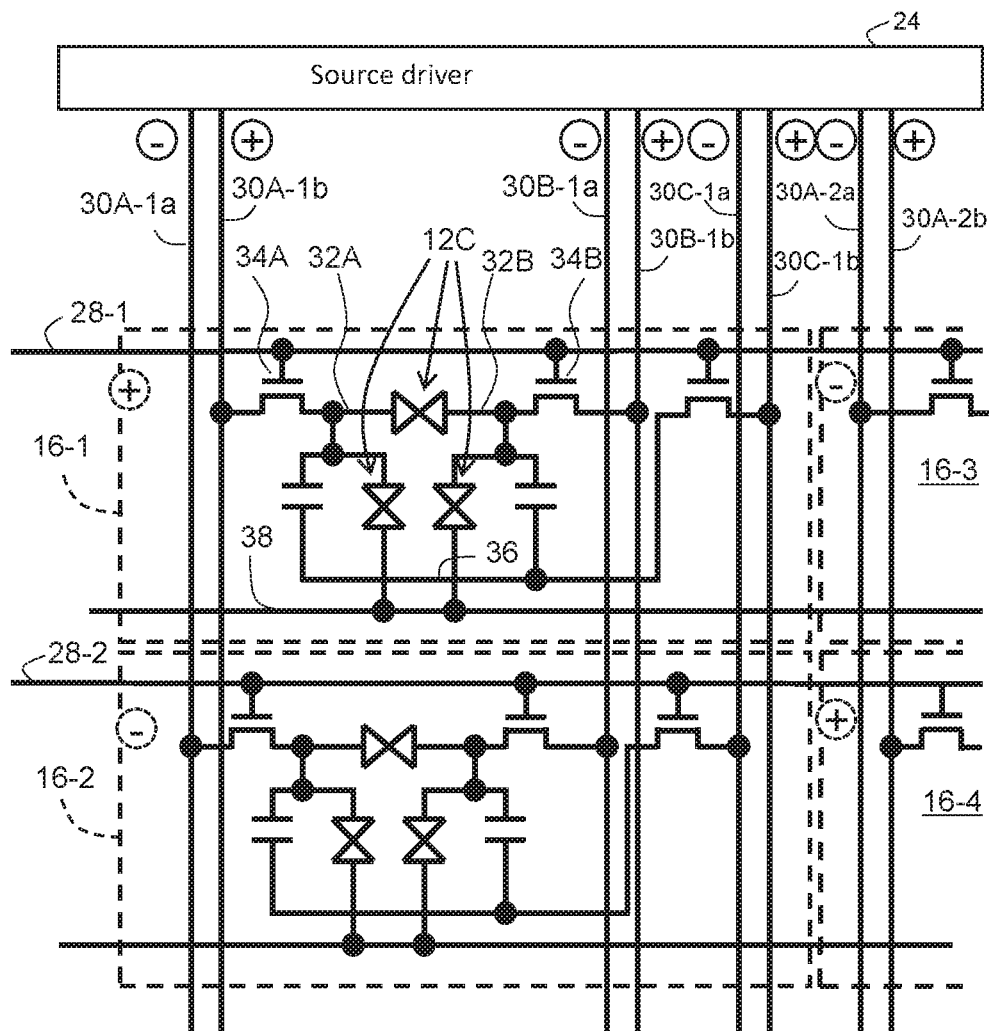 24
Source driver
- + - + - + - +
30A-1a
30A-1b
30B-1a
30B-1b
30C-1a
30C-1b
30A-2a
30A-2b
34A
32A
12C
32B
34B
28-1
+
-
16-1
16-3
38
36
28-2
-
+
16-2
16-4